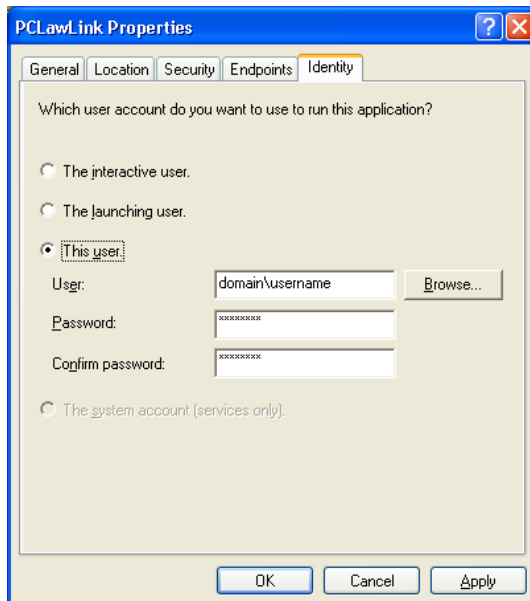 PCLawLink Properties
General Location Security Endpoints Identity
Which user account do you want to use to run this application?
The interactive user.
The launching user.
This user.
User: domain\username Browse...
Password: ********
Confirm password: ********
The system account (services only).
OK Cancel Apply